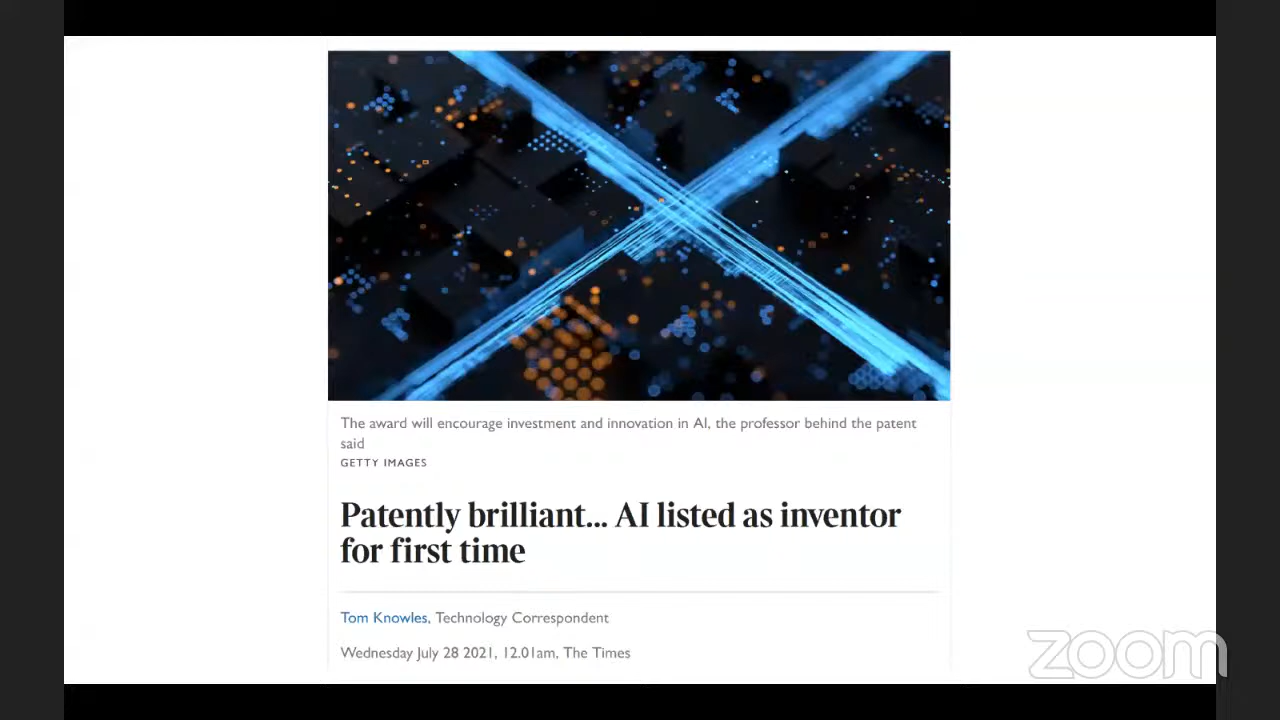 The award will encourage investment and innovation in AI, the professor behind the patent
said
GETTY IMAGES
Patently brilliant... AI listed as inventor
for first time
Tom Knowles, Technology Correspondent
Wednesday July 28 2021, 12.01am, The Times
zoom